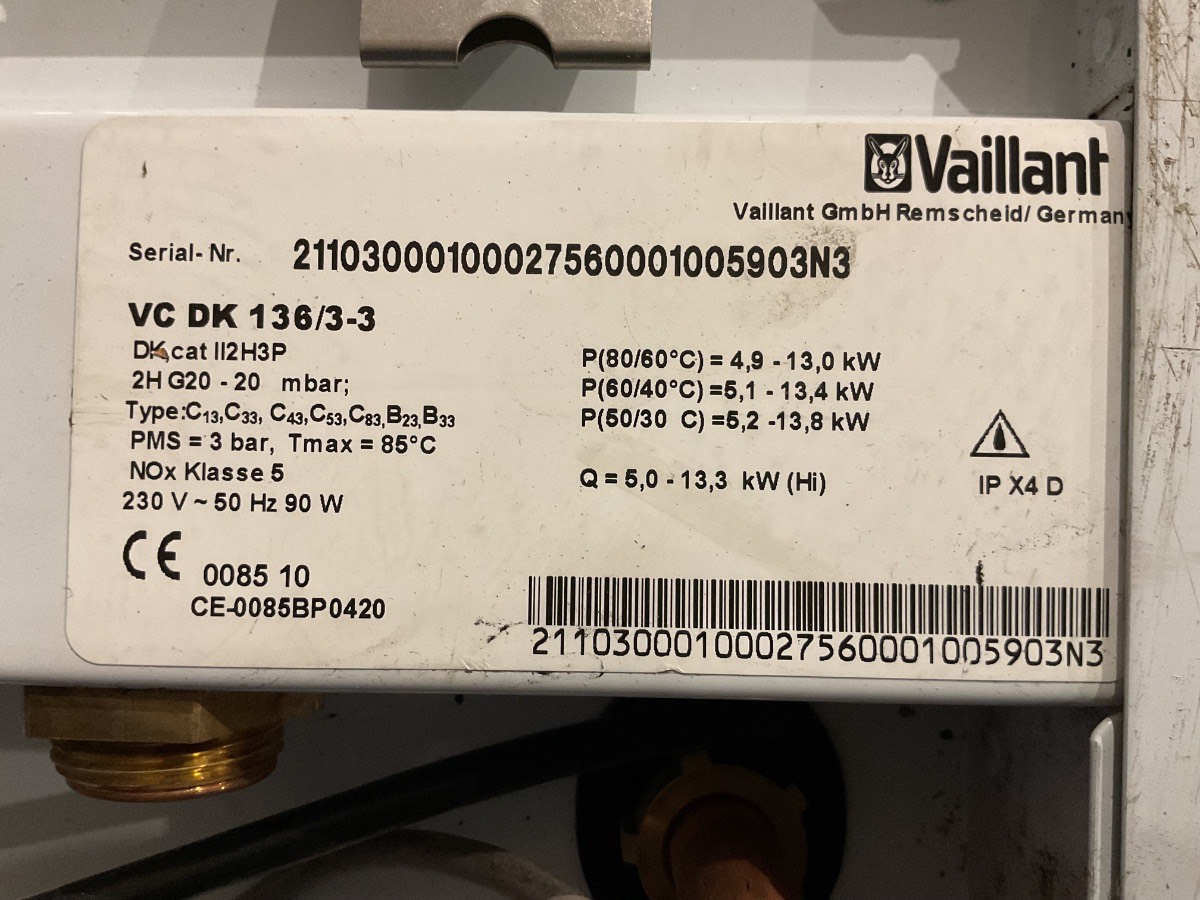 Vaillant
Vaillant GmbH Remscheid/ German
Serial-Nr. 21103000100027560001005903N3
VC DK 136/3-3
DK, cat II2H3P
2H G20 - 20 mbar;
Type:C13,C33, C43,C53,C83,B23,B33
PMS = 3 bar, Tmax = 85°C
NOx Klasse 5
230 V ~ 50 Hz 90 W
P(80/60°C) = 4,9 - 13,0 kW
P(60/40°C) =5,1 - 13,4 kW
P(50/30 C) =5,2 -13,8 kW
Q = 5,0 - 13,3 kW (Hi)
IP X4 D
CE 0085 10
CE-0085BP0420
21103000100027560001005903N3